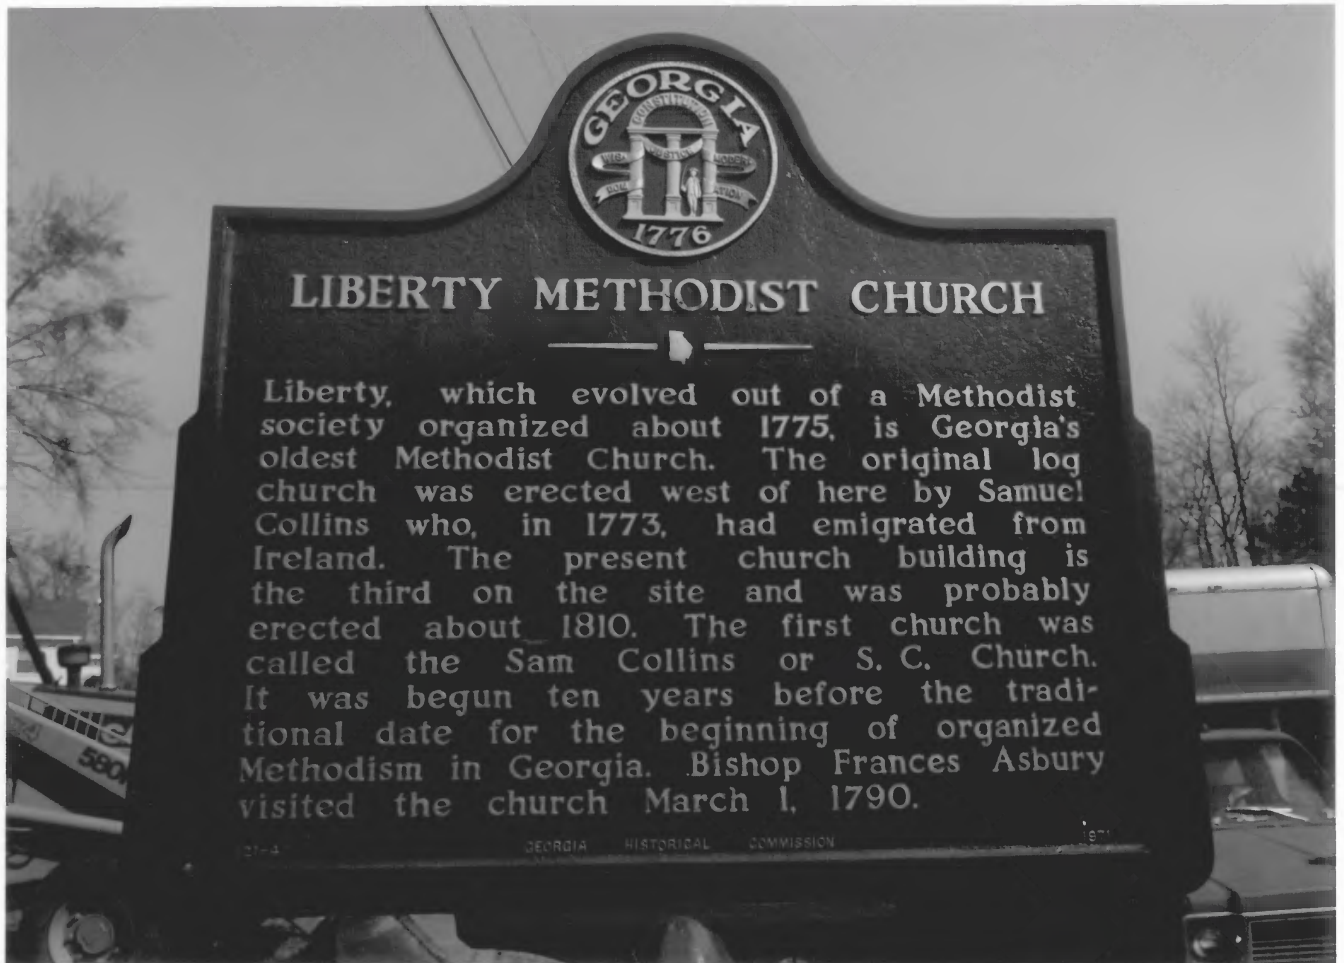 GEORGIA
CONSTITUTION
WISDOM JUSTICE MODERATION
1776
LIBERTY METHODIST CHURCH
Liberty, which evolved out of a Methodist
society organized about 1775, is Georgia's
oldest Methodist Church. The original log
church was erected west of here by Samuel
Collins who, in 1773, had emigrated from
Ireland. The present church building is
the third on the site and was probably
erected about 1810. The first church was
called the Sam Collins or S. C. Church.
It was begun ten years before the tradi-
tional date for the beginning of organized
Methodism in Georgia. Bishop Frances Asbury
visited the church March 1, 1790.
GEORGIA HISTORICAL COMMISSION
580